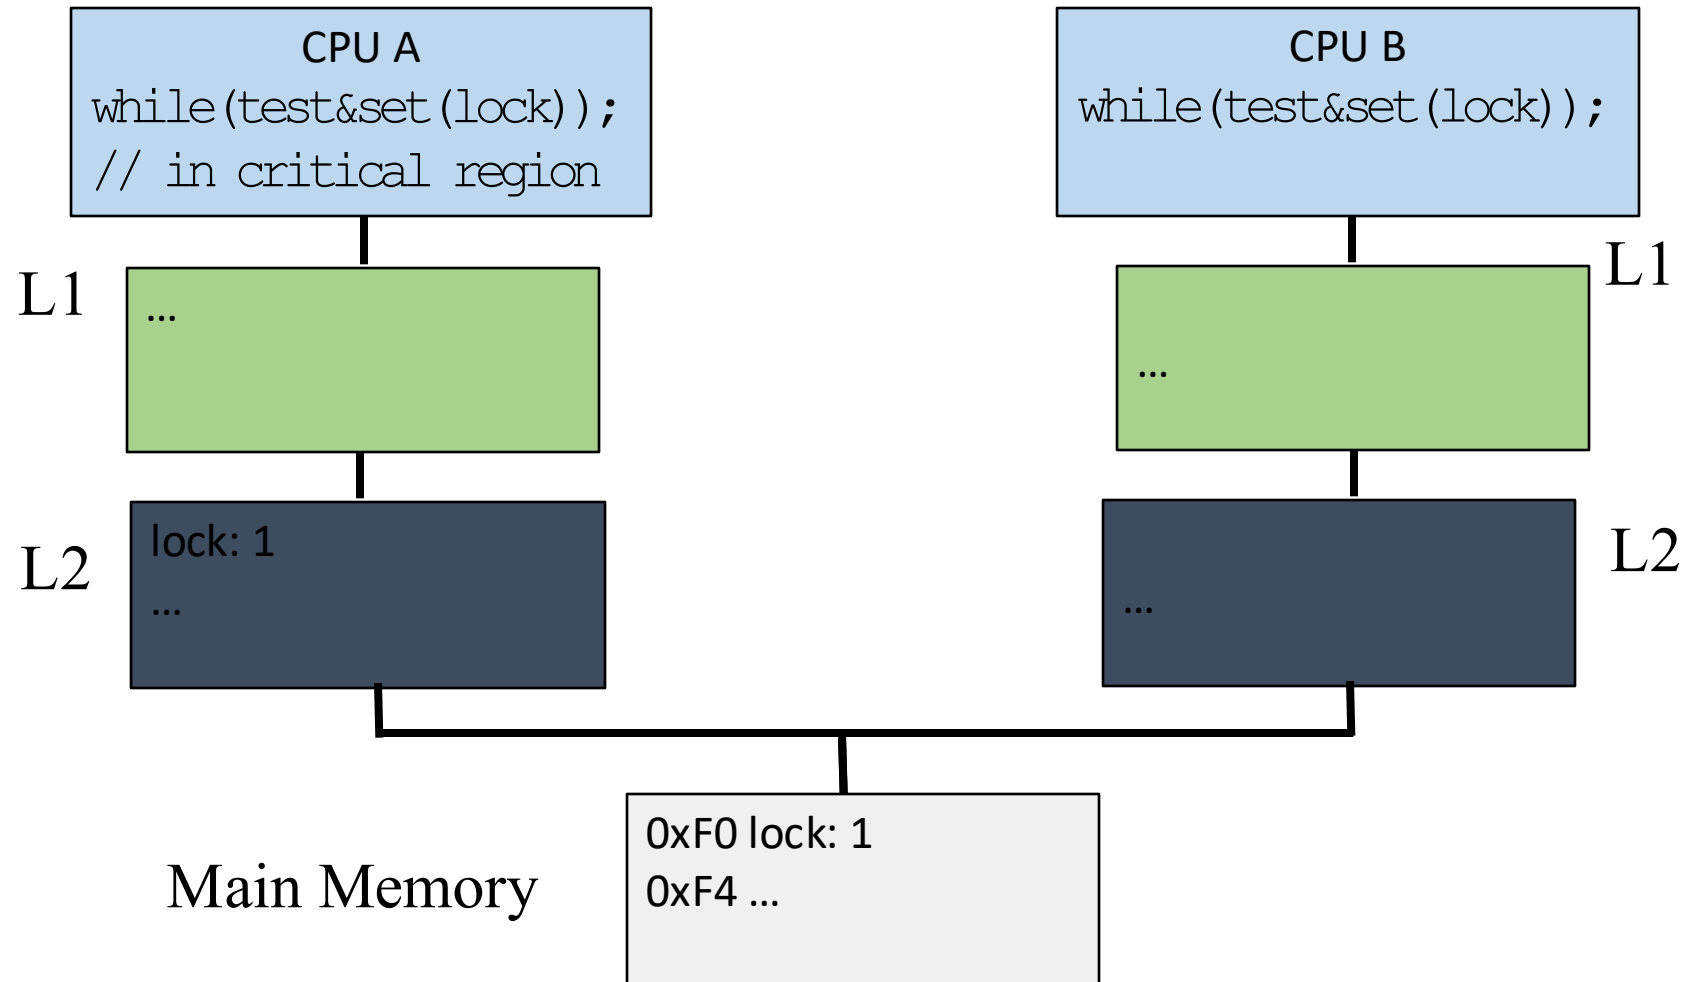 CPU A
while(test&set(lock));
// in critical region
CPU B
while(test&set(lock));
L1
…
L1
…
L2
lock: 1
…
L2
…
Main Memory
0xF0 lock: 1
0xF4 …